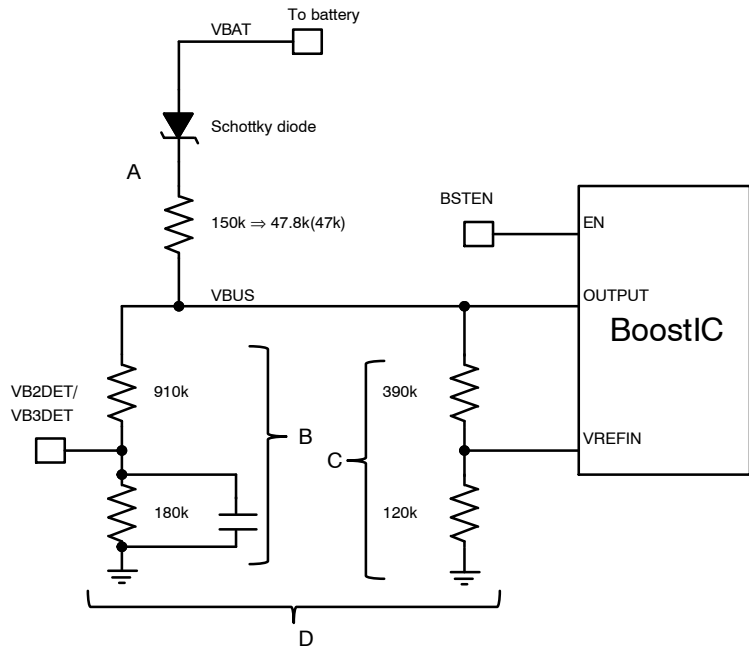 To battery
VBAT
Schottky diode
A
150k ⇒ 47.8k(47k)
BSTEN
EN
VBUS
OUTPUT
BoostIC
VB2DET/
VB3DET
910k
B
390k
C
VREFIN
180k
120k
D